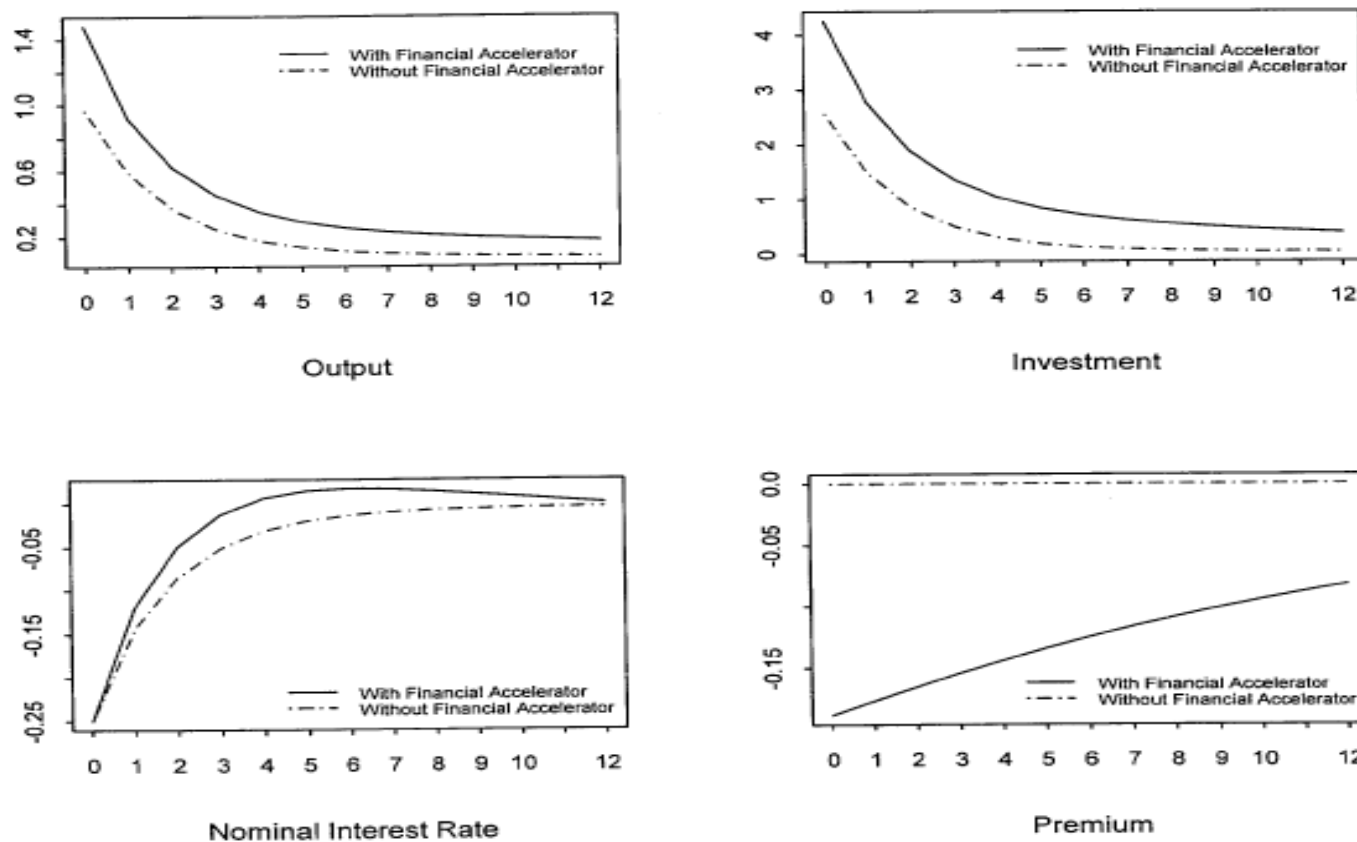 1.4
1.0
0.6
0.2
With Financial Accelerator
Without Financial Accelerator
0 1 2 3 4 5 6 7 8 9 10 12
Output
4
3
2
1
0
With Financial Accelerator
Without Financial Accelerator
0 1 2 3 4 5 6 7 8 9 10 12
Investment
-0.05
-0.15
-0.25
With Financial Accelerator
Without Financial Accelerator
0 1 2 3 4 5 6 7 8 9 10 12
Nominal Interest Rate
0.0
-0.05
-0.15
With Financial Accelerator
Without Financial Accelerator
0 1 2 3 4 5 6 7 8 9 10 12
Premium